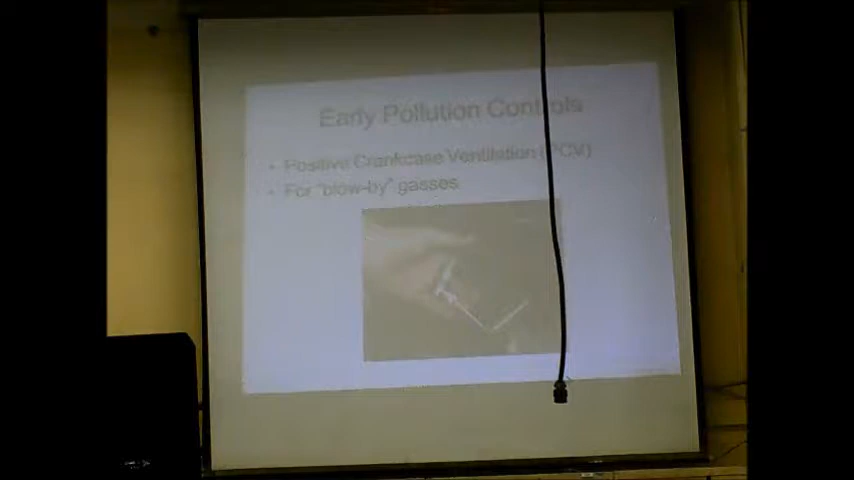 Early Pollution Controls
• Positive Crankcase Ventilation (PCV)
• For "blow-by" gasses